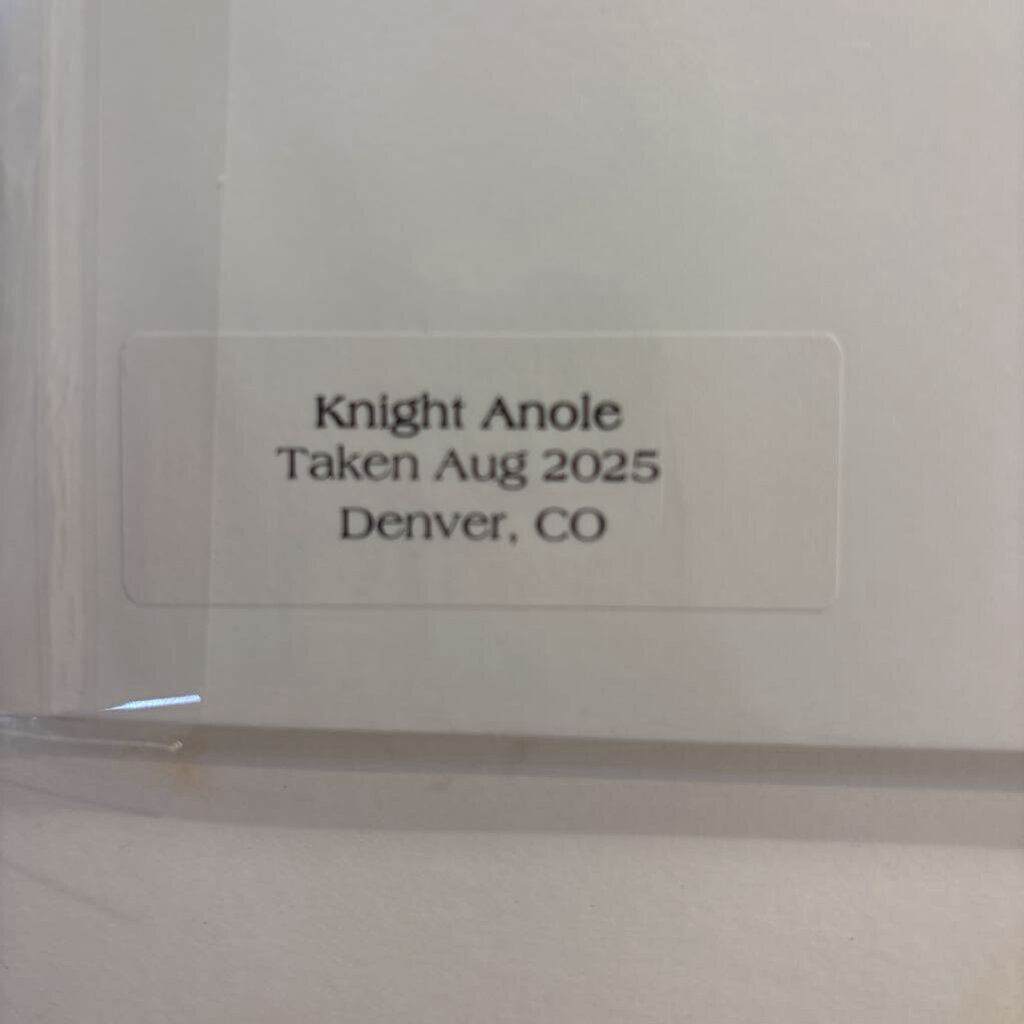 Knight Anole
Taken Aug 2025
Denver, CO